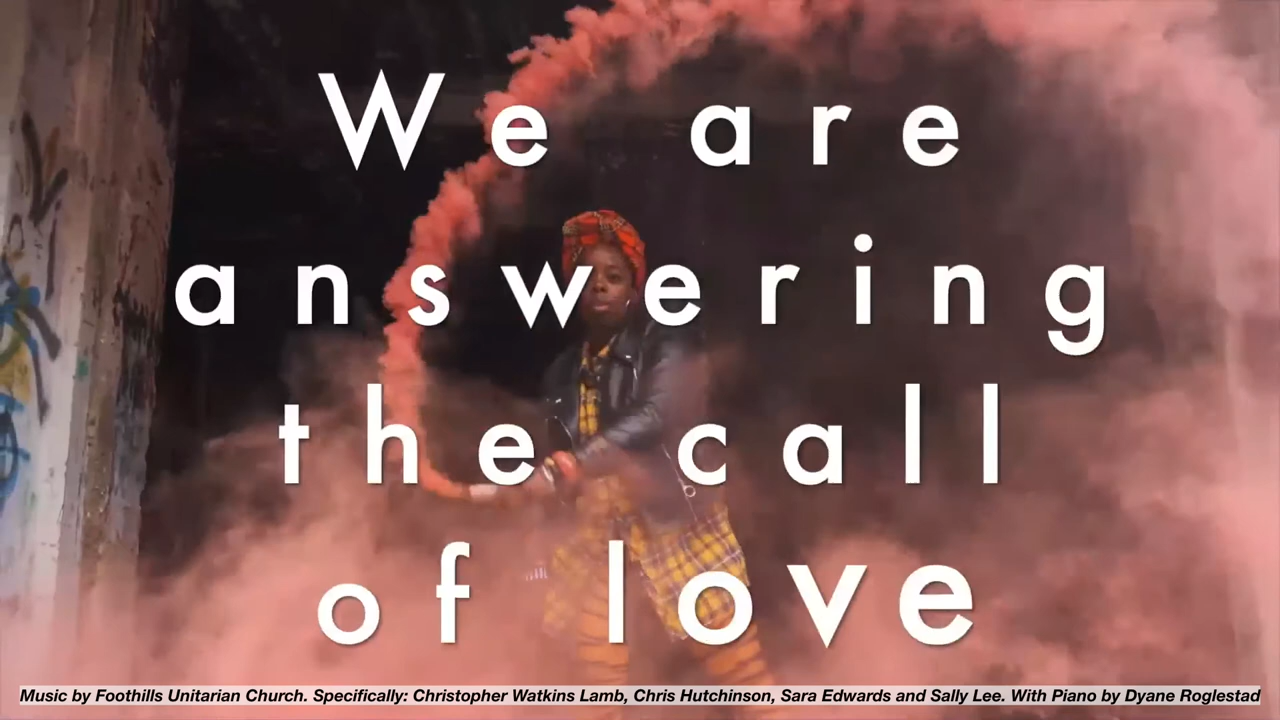 We are
answering
the call
of love
Music by Foothills Unitarian Church. Specifically: Christopher Watkins Lamb, Chris Hutchinson, Sara Edwards and Sally Lee. With Piano by Dyane Roglestad